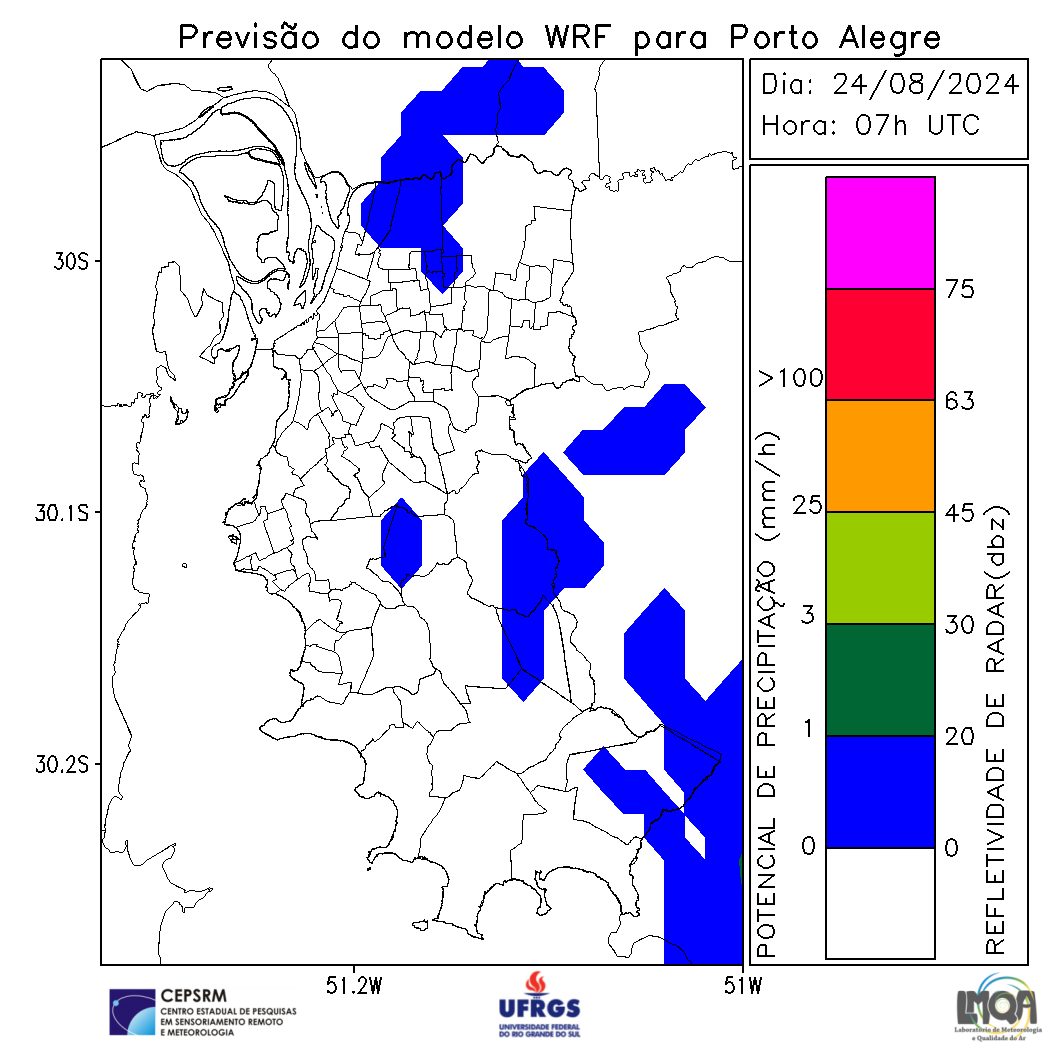 Previsão do modelo WRF para Porto Alegre
Dia: 24/08/2024
Hora: 07h UTC
30S
30.1S
30.2S
51.2W
51W
POTENCIAL DE PRECIPITAÇÃO (mm/h)
>100
25
3
1
0
75
63
45
30
20
0
REFLETIVIDADE DE RADAR(dbz)
CEPSRM
CENTRO ESTADUAL DE PESQUISAS
EM SENSORIAMENTO REMOTO
E METEOROLOGIA
UFRGS
UNIVERSIDADE FEDERAL
DO RIO GRANDE DO SUL
LMQA
Laboratório de Meteorologia
e Qualidade do Ar